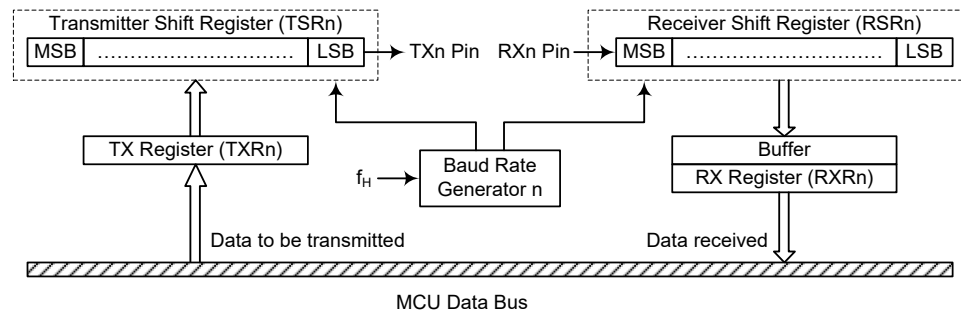 Transmitter Shift Register (TSRn)
MSB ………………………… LSB
TXn Pin
RXn Pin
Receiver Shift Register (RSRn)
MSB ………………………… LSB
TX Register (TXRn)
fH
Baud Rate
Generator n
Buffer
RX Register (RXRn)
Data to be transmitted
Data received
MCU Data Bus